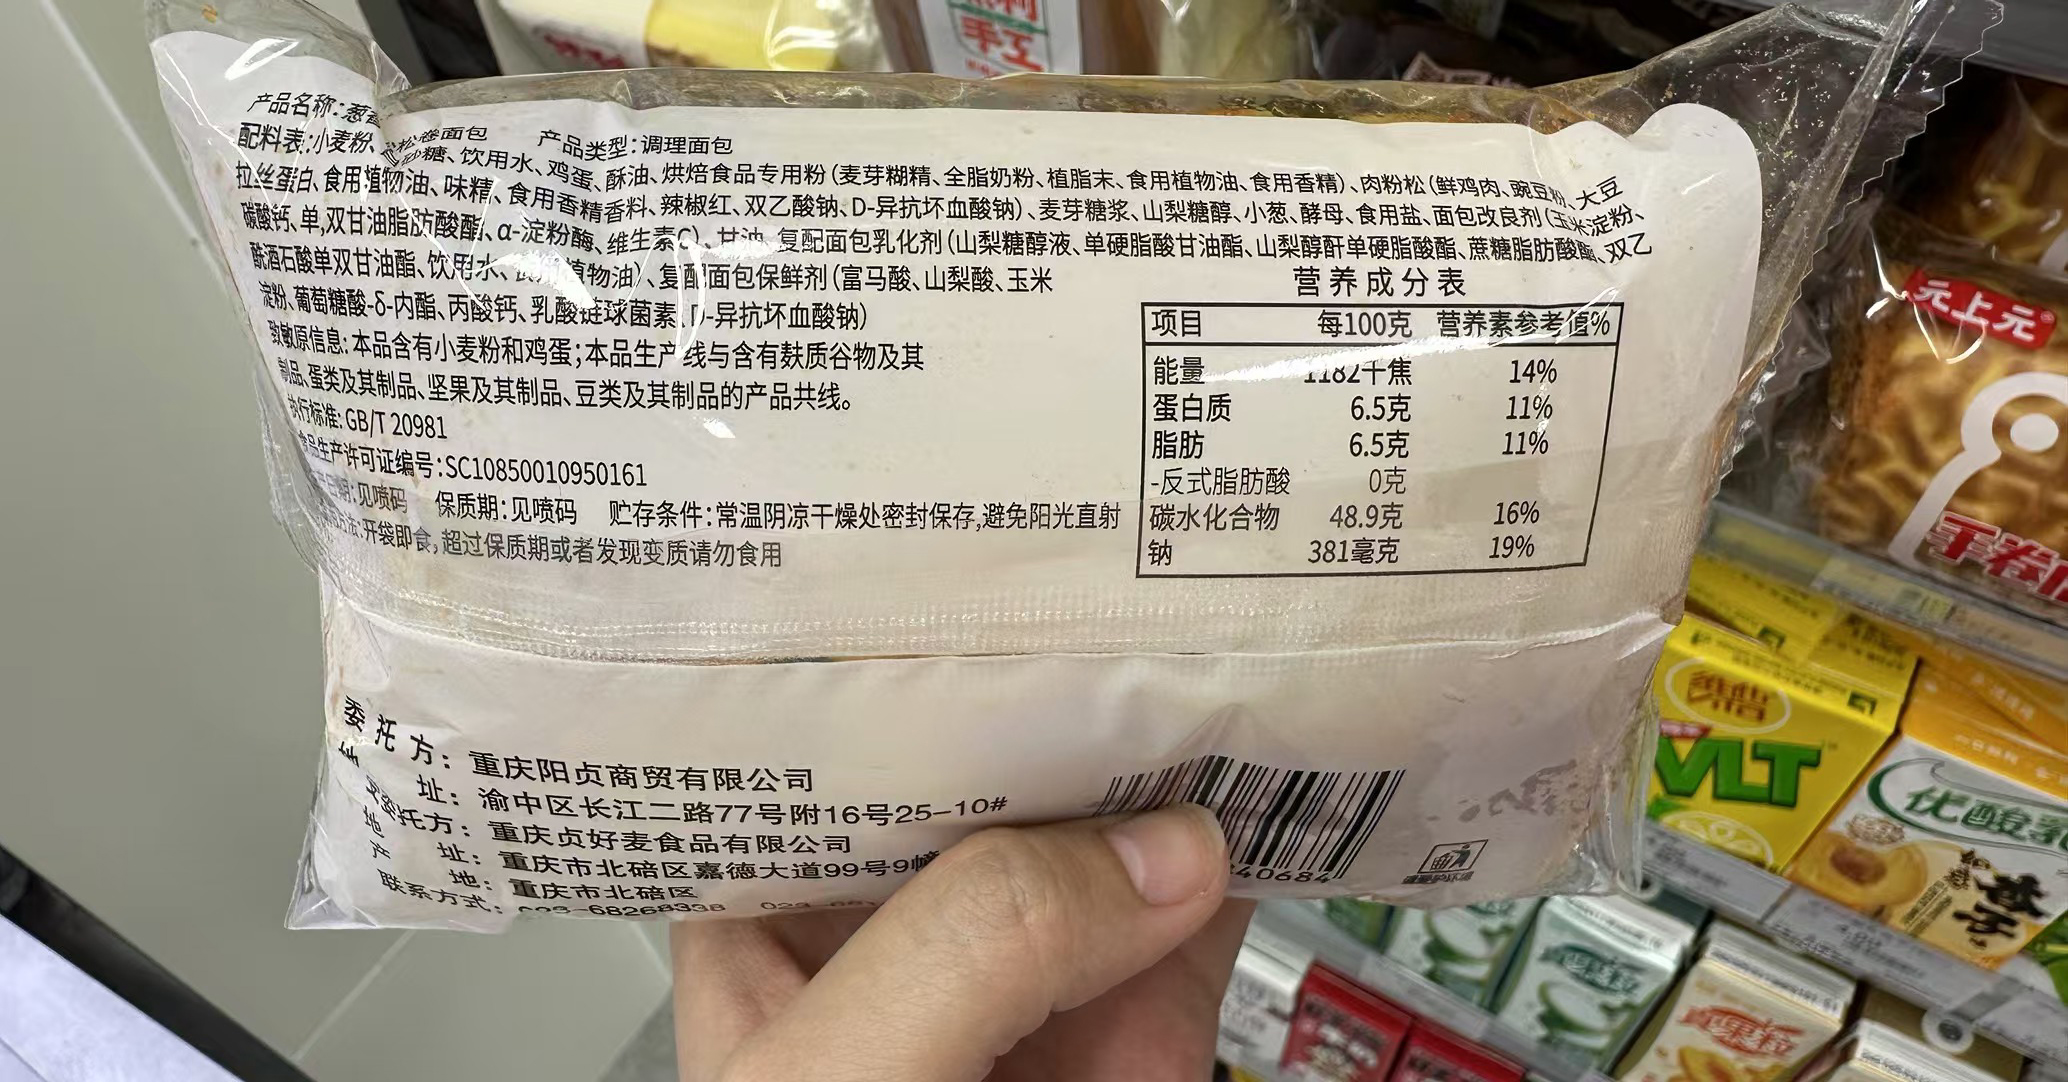 产品名称:葱香
松卷面包 产品类型:调理面包
配料表:小麦粉、
砂糖、饮用水、鸡蛋、酥油、烘焙食品专用粉(麦芽糊精、全脂奶粉、植脂末、食用植物油、食用香精)、肉粉松(鲜鸡肉、豌豆粉、大豆
拉丝蛋白、食用植物油、味精、食用香精香料、辣椒红、双乙酸钠、D-异抗坏血酸钠)、麦芽糖浆、山梨糖醇、小葱、酵母、食用盐、面包改良剂(玉米淀粉、
碳酸钙、单,双甘油脂肪酸酯、α-淀粉酶、维生素C)、甘油、复配面包乳化剂(山梨糖醇液、单硬脂酸甘油酯、山梨醇酐单硬脂酸酯、蔗糖脂肪酸酯、双乙
酰酒石酸单双甘油酯、饮用水、植物油)、复配面包保鲜剂(富马酸、山梨酸、玉米
淀粉、葡萄糖酸-δ-内酯、丙酸钙、乳酸链球菌素、D-异抗坏血酸钠)
致敏原信息:本品含有小麦粉和鸡蛋;本品生产线与含有麸质谷物及其
制品、蛋类及其制品、坚果及其制品、豆类及其制品的产品共线。
执行标准:GB/T 20981
食品生产许可证编号:SC10850010950161
日期:见喷码 保质期:见喷码 贮存条件:常温阴凉干燥处密封保存,避免阳光直射
方法:开袋即食,超过保质期或者发现变质请勿食用
营养成分表
项目 每100克 营养素参考值%
能量 1182千焦 14%
蛋白质 6.5克 11%
脂肪 6.5克 11%
-反式脂肪酸 0克
碳水化合物 48.9克 16%
钠 381毫克 19%
委托方:重庆阳贞商贸有限公司
地址:渝中区长江二路77号附16号25-10#
受委托方:重庆贞好麦食品有限公司
地址:重庆市北碚区嘉德大道99号9幢
产地:重庆市北碚区
联系方式:023-68268338
40684
元上元
手工
VLT
优酸乳